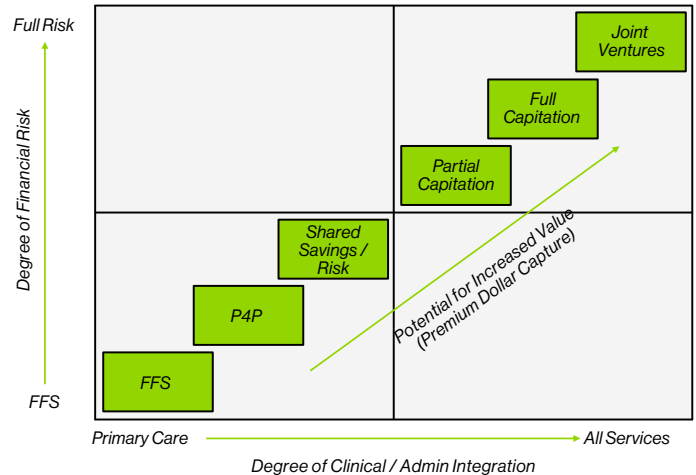 Full Risk
Joint
Ventures
Full
Capitation
Partial
Capitation
Degree of Financial Risk
Shared
Savings /
Risk
Potential for Increased Value
(Premium Dollar Capture)
P4P
FFS
FFS
Primary Care
All Services
Degree of Clinical / Admin Integration